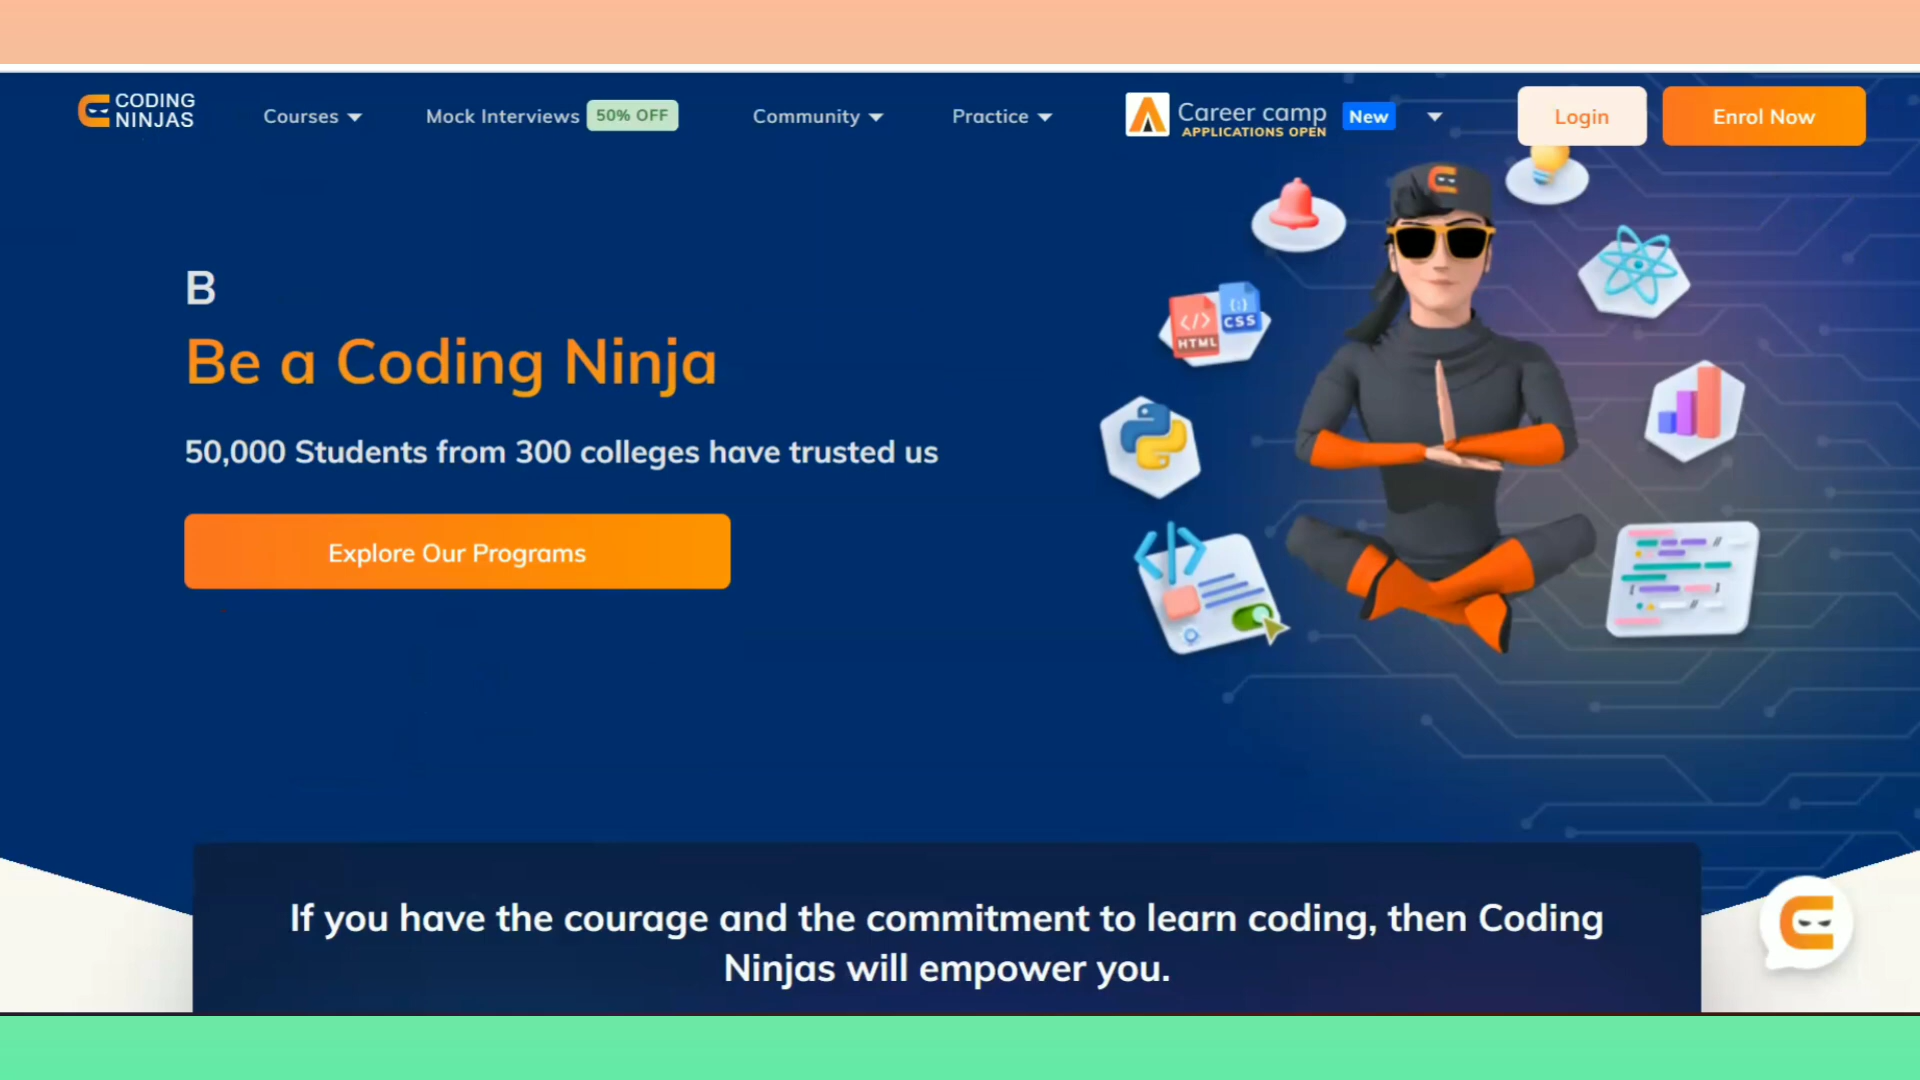 CODING
NINJAS
Courses
Mock Interviews 50% OFF
Community
Practice
Career camp New
APPLICATIONS OPEN
Login
Enrol Now
B
Be a Coding Ninja
50,000 Students from 300 colleges have trusted us
Explore Our Programs
</> HTML
{:} CSS
</>
If you have the courage and the commitment to learn coding, then Coding
Ninjas will empower you.